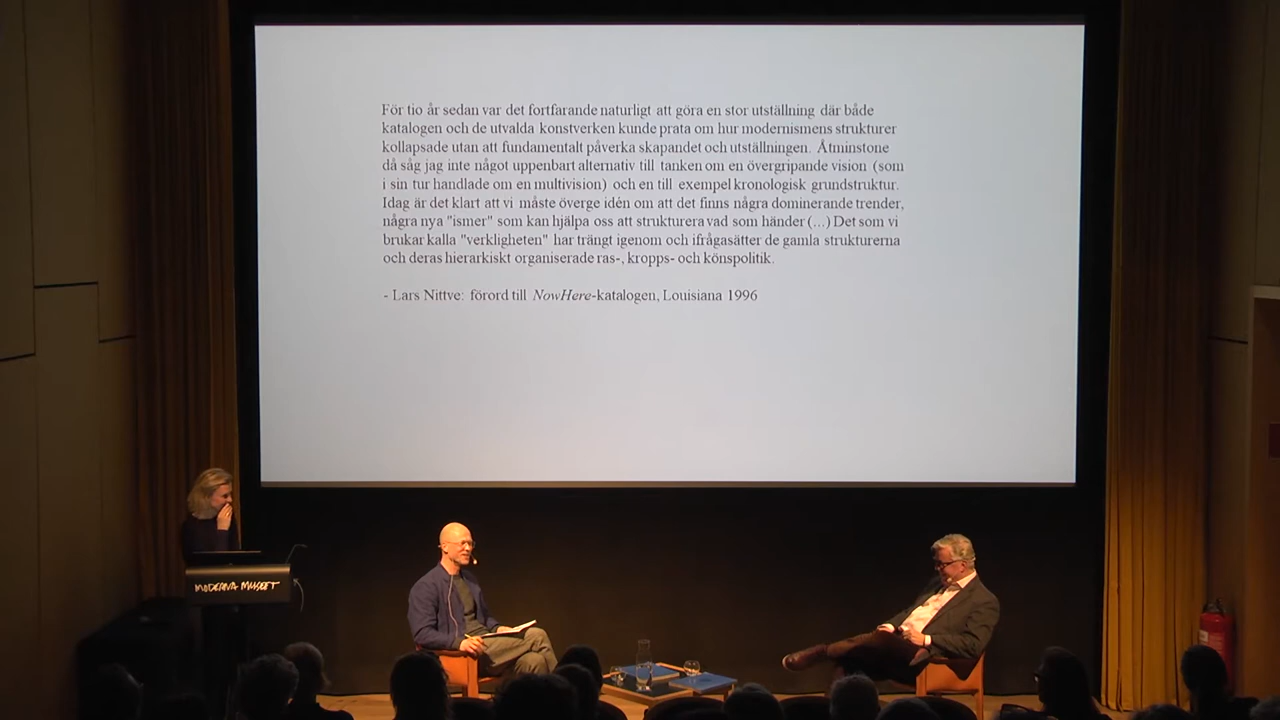 För tio år sedan var det fortfarande naturligt att göra en stor utställning där både
katalogen och de utvalda konstverken kunde prata om hur modernismens strukturer
kollapsade utan att fundamentalt påverka skapandet och utställningen. Åtminstone
då såg jag inte något uppenbart alternativ till tanken om en övergripande vision (som
i sin tur handlade om en multivision) och en till exempel kronologisk grundstruktur.
Idag är det klart att vi måste överge idén om att det finns några dominerande trender,
några nya "ismer" som kan hjälpa oss att strukturera vad som händer (...) Det som vi
brukar kalla "verkligheten" har trängt igenom och ifrågasätter de gamla strukturerna
och deras hierarkiskt organiserade ras-, kropps- och könspolitik.
- Lars Nittve: förord till NowHere-katalogen, Louisiana 1996
MODERNA MUSEET